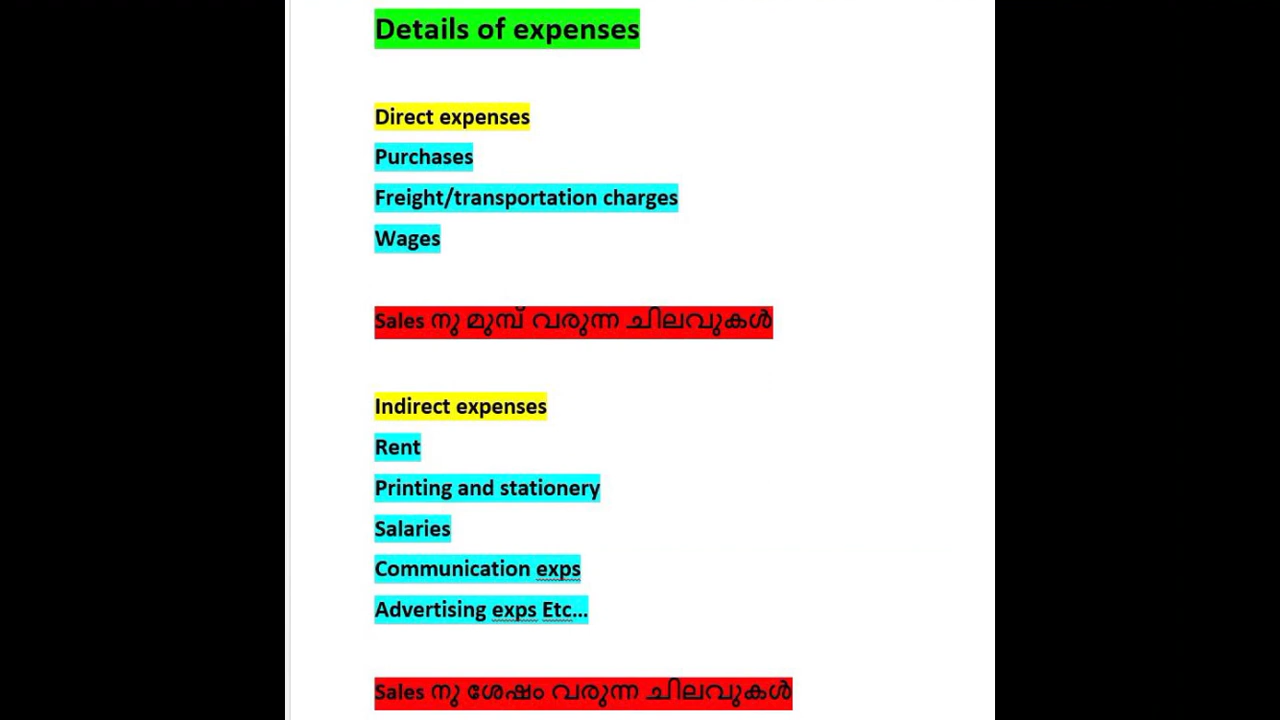 Details of expenses
Direct expenses
Purchases
Freight/transportation charges
Wages
Sales നു മുമ്പ് വരുന്ന ചിലവുകൾ
Indirect expenses
Rent
Printing and stationery
Salaries
Communication exps
Advertising exps Etc...
Sales നു ശേഷം വരുന്ന ചിലവുകൾ